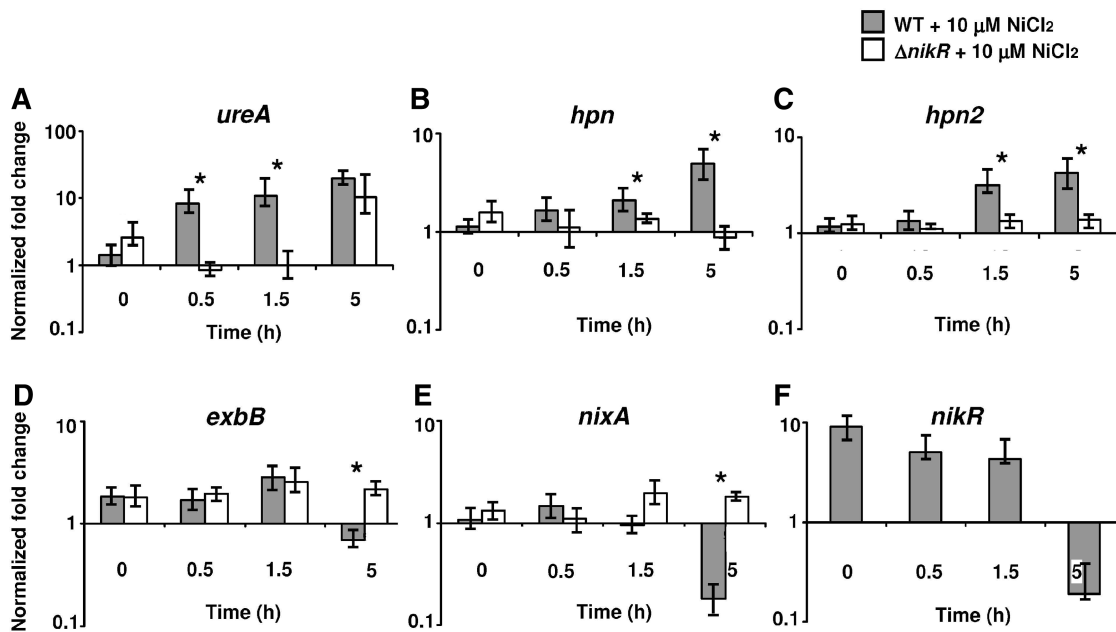 WT + 10 µM NiCl2
ΔnikR + 10 µM NiCl2
A
ureA
Normalized fold change
100
10
1
0.1
0 0.5 1.5 5
* *
Time (h)
B
hpn
10
1
0.1
0 0.5 1.5 5
* *
Time (h)
C
hpn2
10
1
0.1
0 0.5 1.5 5
* *
Time (h)
D
exbB
Normalized fold change
10
1
0.1
0 0.5 1.5 5
*
Time (h)
E
nixA
10
1
0.1
0 0.5 1.5 5
*
Time (h)
F
nikR
10
1
0.1
0 0.5 1.5 5
Time (h)